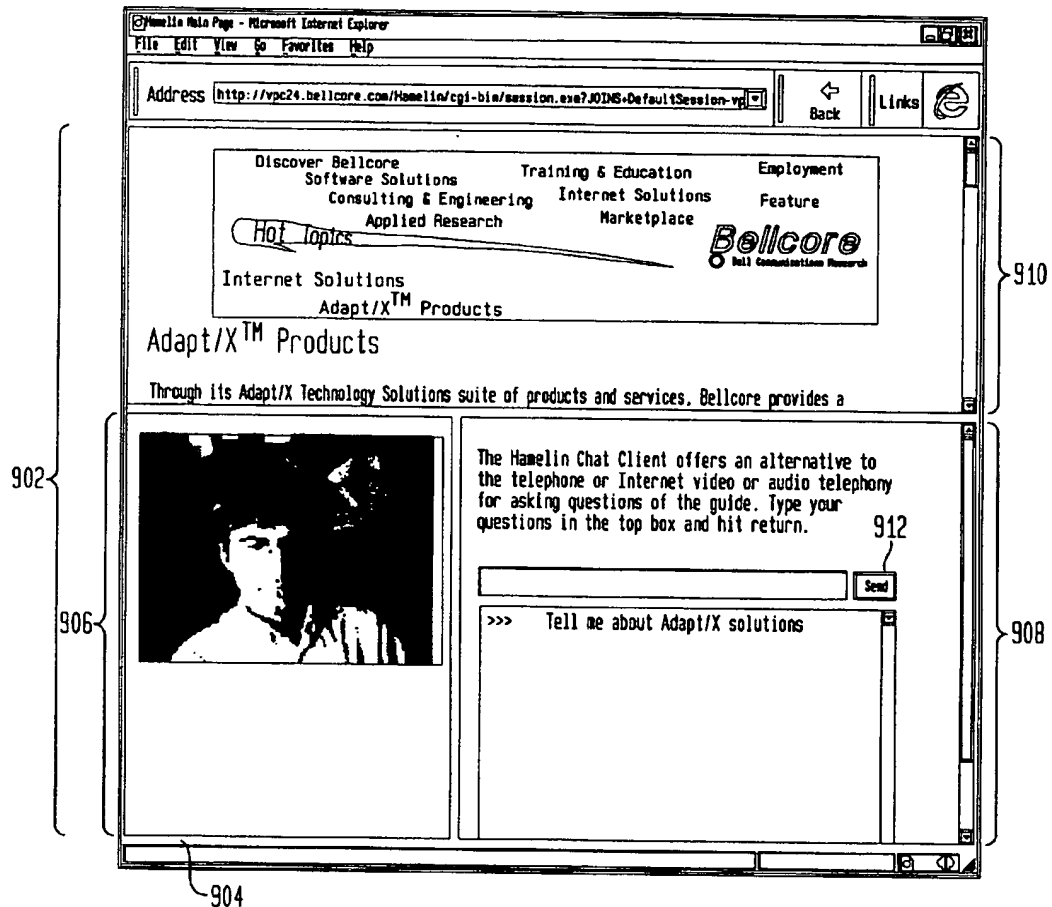 Hamelin Main Page - Microsoft Internet Explorer
File Edit View Go Favorites Help
Address http://vpc24.bellcore.com/Hamelin/cgi-bin/session.exe?JOINS+DefaultSession-vp
Back
Links
Discover Bellcore
Training & Education
Employment
Software Solutions
Consulting & Engineering
Internet Solutions
Feature
Applied Research
Marketplace
Hot Topics
Bellcore
Bell Communications Research
Internet Solutions
Adapt/X™ Products
Adapt/X™ Products
Through its Adapt/X Technology Solutions suite of products and services, Bellcore provides a
The Hamelin Chat Client offers an alternative to
the telephone or Internet video or audio telephony
for asking questions of the guide. Type your
questions in the top box and hit return.
Send
>>> Tell me about Adapt/X solutions
902
904
906
908
910
912